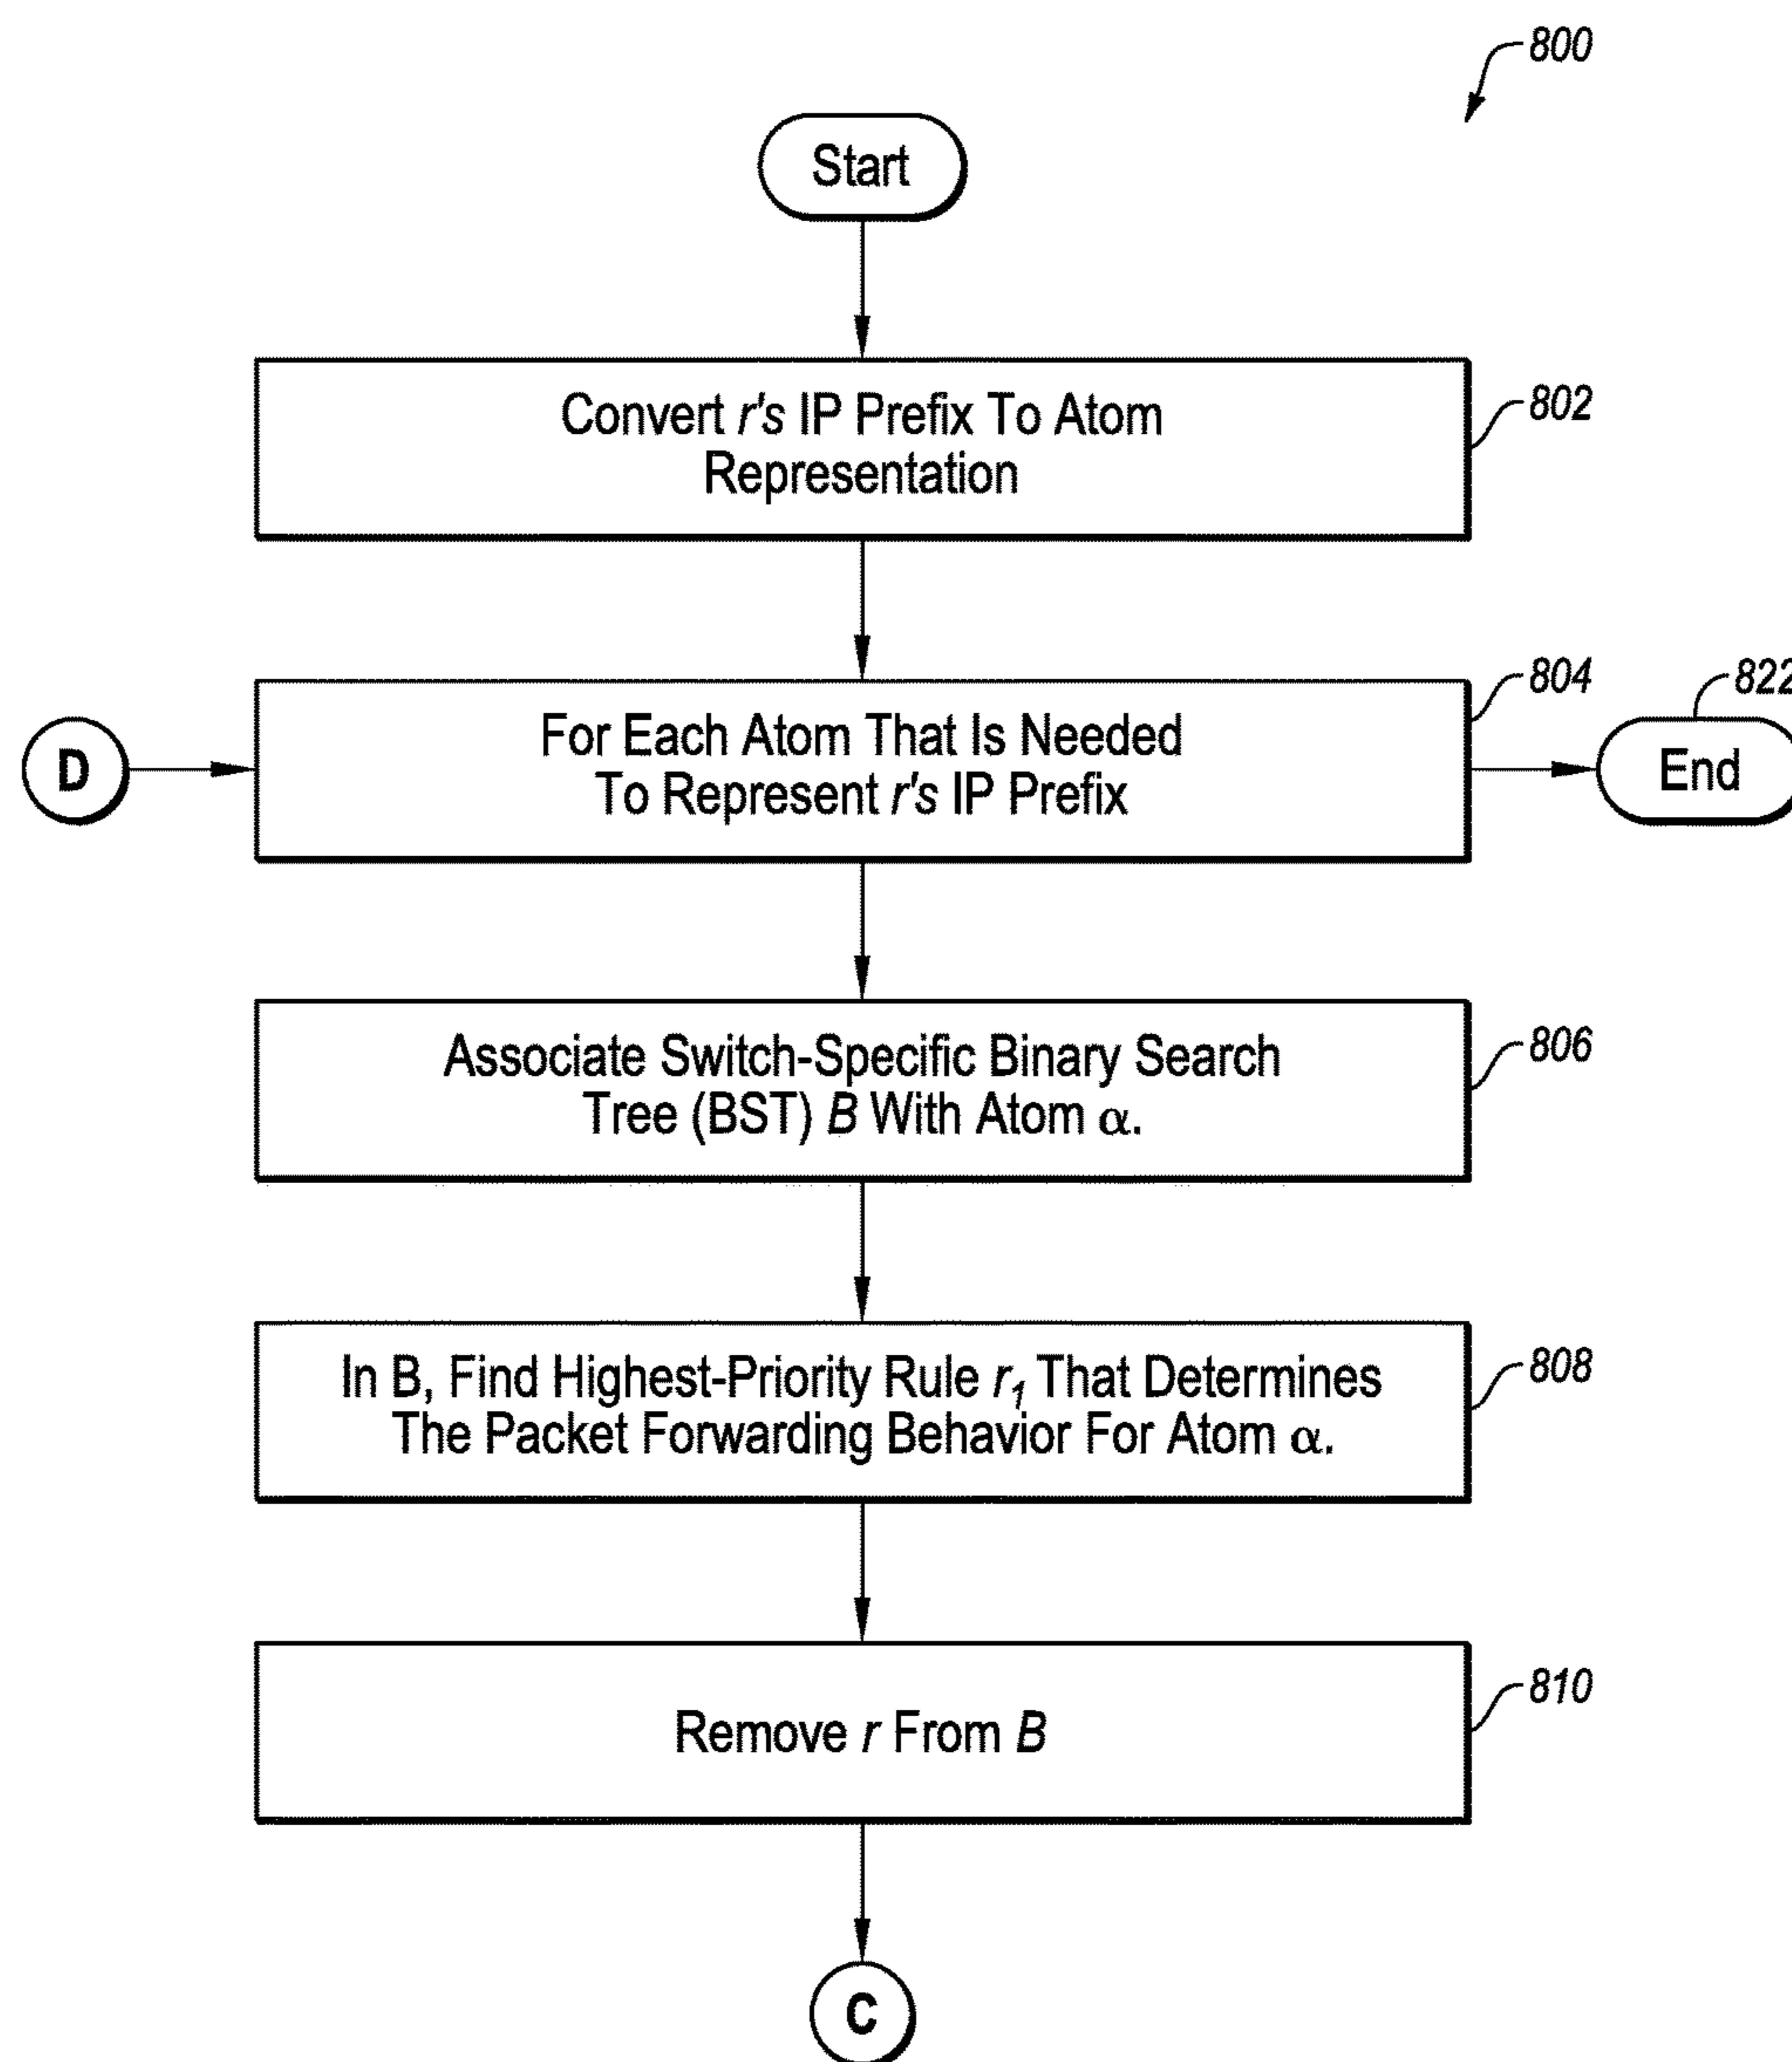 800
Start
Convert r's IP Prefix To Atom
Representation
802
804
822
D
For Each Atom That Is Needed
To Represent r's IP Prefix
End
Associate Switch-Specific Binary Search
Tree (BST) B With Atom α.
806
In B, Find Highest-Priority Rule r₁ That Determines
The Packet Forwarding Behavior For Atom α.
808
810
Remove r From B
C